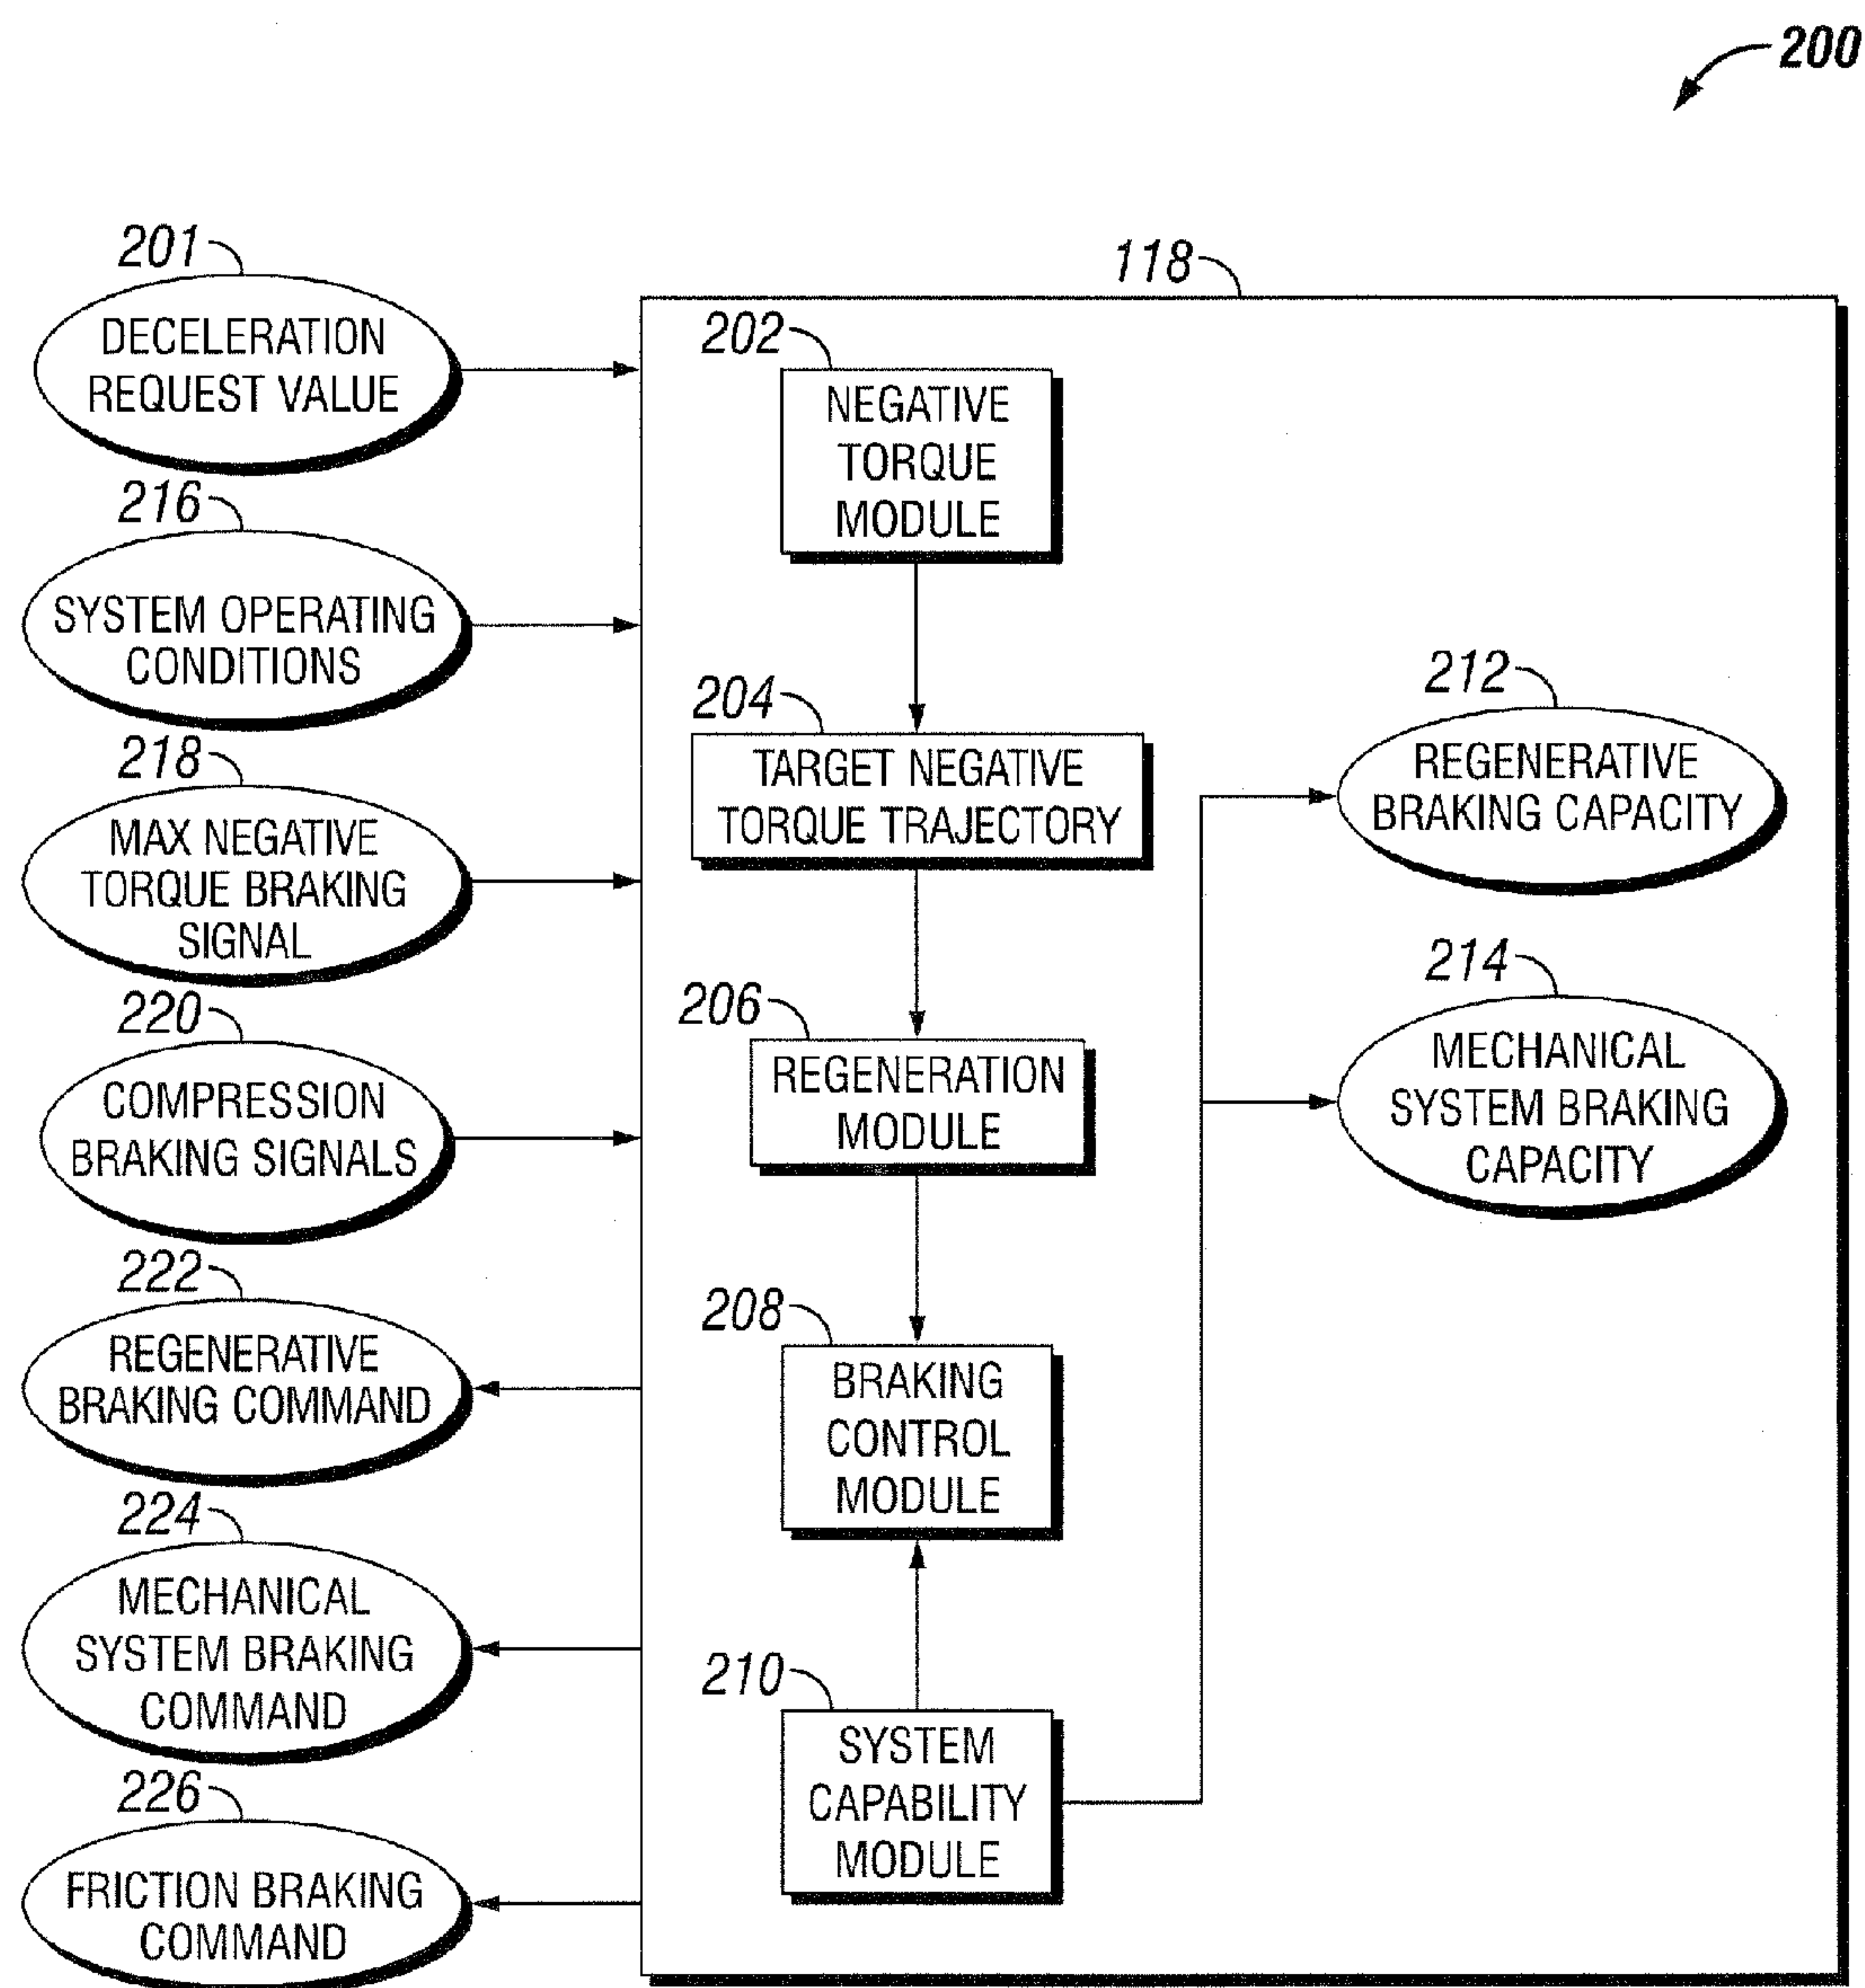 200
201
DECELERATION
REQUEST VALUE
216
SYSTEM OPERATING
CONDITIONS
218
MAX NEGATIVE
TORQUE BRAKING
SIGNAL
220
COMPRESSION
BRAKING SIGNALS
222
REGENERATIVE
BRAKING COMMAND
224
MECHANICAL
SYSTEM BRAKING
COMMAND
226
FRICTION BRAKING
COMMAND
118
202
NEGATIVE
TORQUE
MODULE
204
TARGET NEGATIVE
TORQUE TRAJECTORY
206
REGENERATION
MODULE
208
BRAKING
CONTROL
MODULE
210
SYSTEM
CAPABILITY
MODULE
212
REGENERATIVE
BRAKING CAPACITY
214
MECHANICAL
SYSTEM BRAKING
CAPACITY